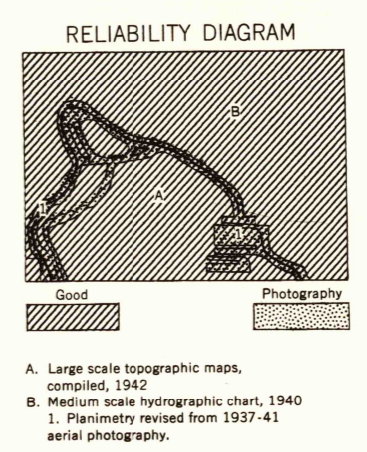 RELIABILITY DIAGRAM
B
A
1
1
Good Photography
A. Large scale topographic maps,
compiled, 1942
B. Medium scale hydrographic chart, 1940
1. Planimetry revised from 1937-41
aerial photography.